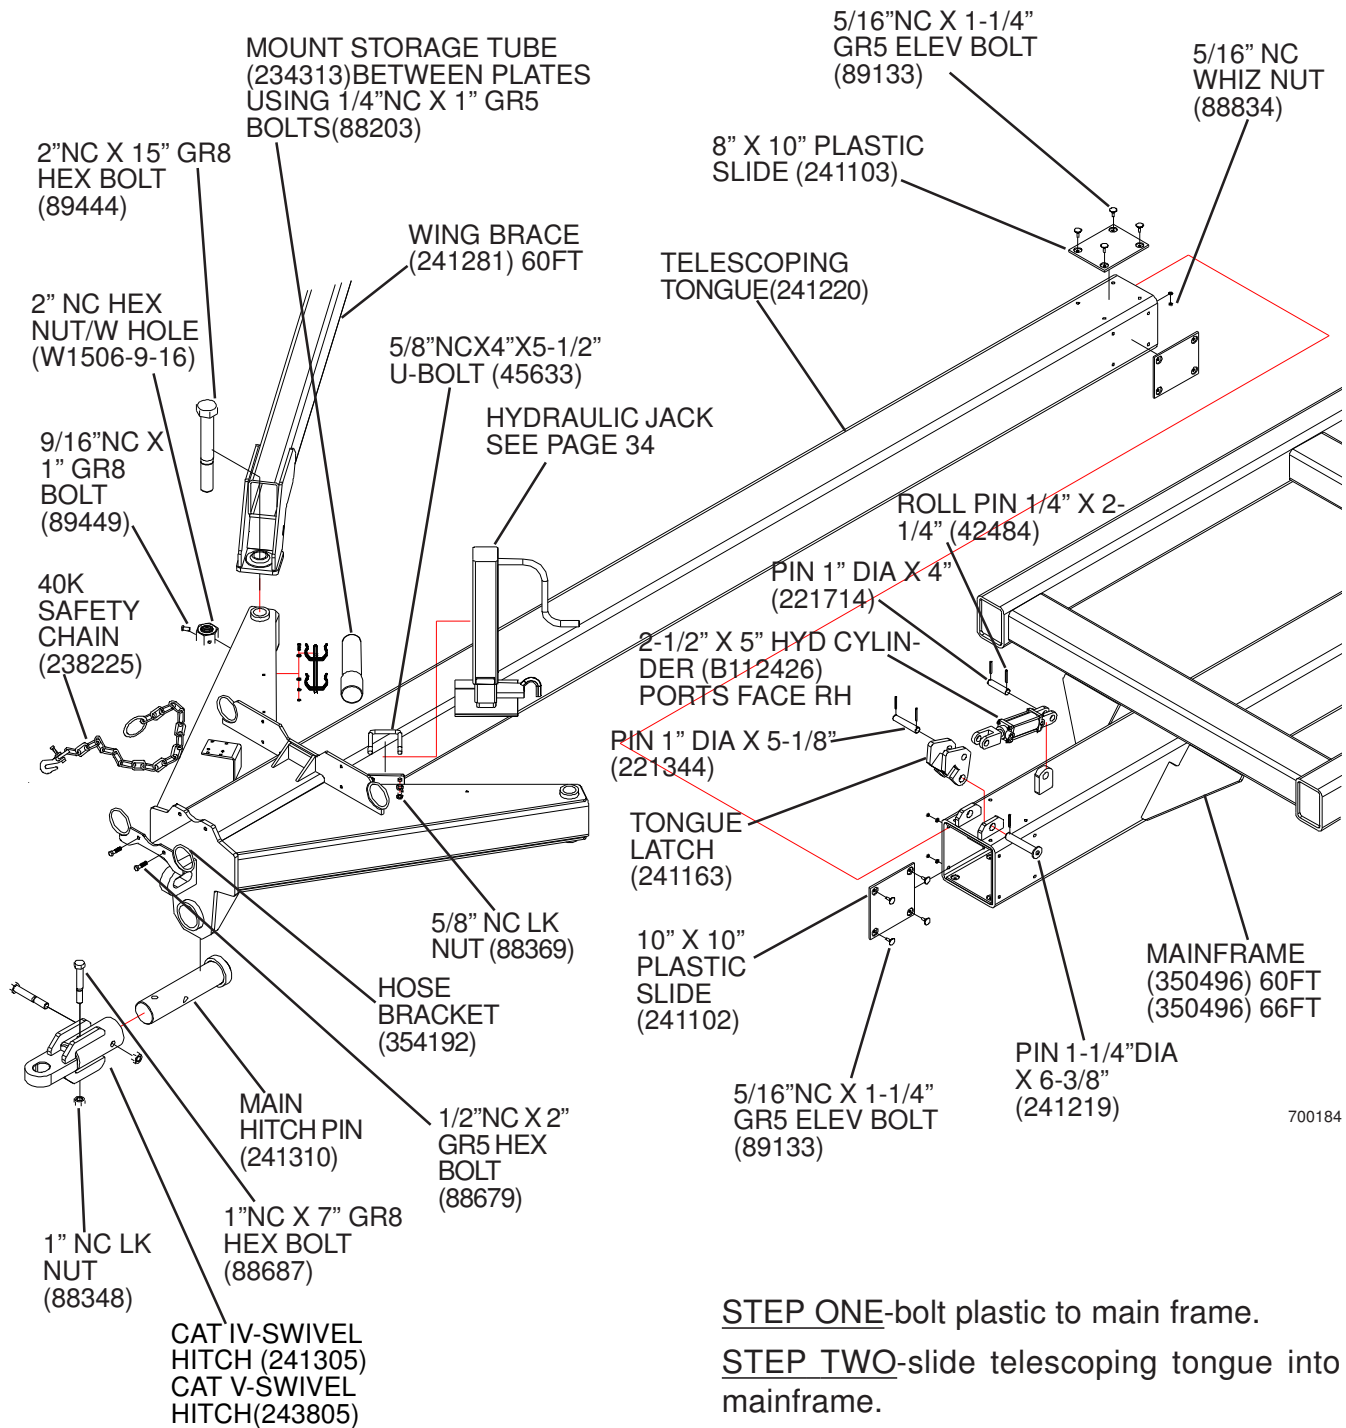 MOUNT STORAGE TUBE
(234313)BETWEEN PLATES
USING 1/4”NC X 1” GR5
BOLTS(88203)
5/16”NC X 1-1/4”
GR5 ELEV BOLT
(89133)
5/16” NC
WHIZ NUT
(88834)
2”NC X 15” GR8
HEX BOLT
(89444)
8” X 10” PLASTIC
SLIDE (241103)
WING BRACE
(241281) 60FT
TELESCOPING
TONGUE(241220)
2” NC HEX
NUT/W HOLE
(W1506-9-16)
5/8”NCX4”X5-1/2”
U-BOLT (45633)
HYDRAULIC JACK
SEE PAGE 34
9/16”NC X
1” GR8
BOLT
(89449)
ROLL PIN 1/4” X 2-
1/4” (42484)
PIN 1” DIA X 4”
(221714)
40K
SAFETY
CHAIN
(238225)
2-1/2” X 5” HYD CYLIN-
DER (B112426)
PORTS FACE RH
PIN 1” DIA X 5-1/8”
(221344)
TONGUE
LATCH
(241163)
5/8” NC LK
NUT (88369)
10” X 10”
PLASTIC
SLIDE
(241102)
MAINFRAME
(350496) 60FT
(350496) 66FT
HOSE
BRACKET
(354192)
PIN 1-1/4”DIA
X 6-3/8”
(241219)
5/16”NC X 1-1/4”
GR5 ELEV BOLT
(89133)
MAIN
HITCH PIN
(241310)
1/2”NC X 2”
GR5 HEX
BOLT
(88679)
700184
1”NC X 7” GR8
HEX BOLT
(88687)
1” NC LK
NUT
(88348)
CAT IV-SWIVEL
HITCH (241305)
CAT V-SWIVEL
HITCH(243805)
STEP ONE-bolt plastic to main frame.
STEP TWO-slide telescoping tongue into
mainframe.